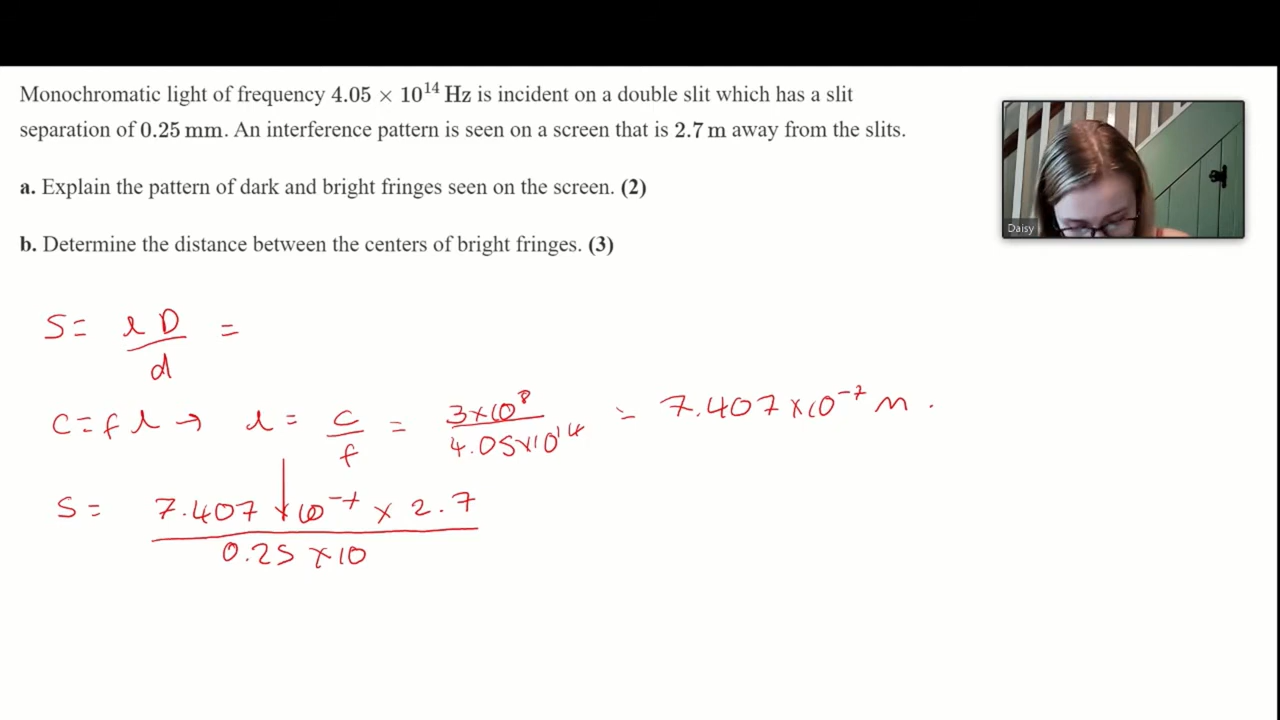 Monochromatic light of frequency 4.05 × 10¹⁴ Hz is incident on a double slit which has a slit
separation of 0.25 mm. An interference pattern is seen on a screen that is 2.7 m away from the slits.
a. Explain the pattern of dark and bright fringes seen on the screen. (2)
b. Determine the distance between the centers of bright fringes. (3)
Daisy
S = λD/d =
c = fλ → λ = c/f = 3×10⁸/4.05×10¹⁴ = 7.407×10⁻⁷ m.
S = 7.407 ↓ 10⁻⁷ × 2.7/0.25 ×10